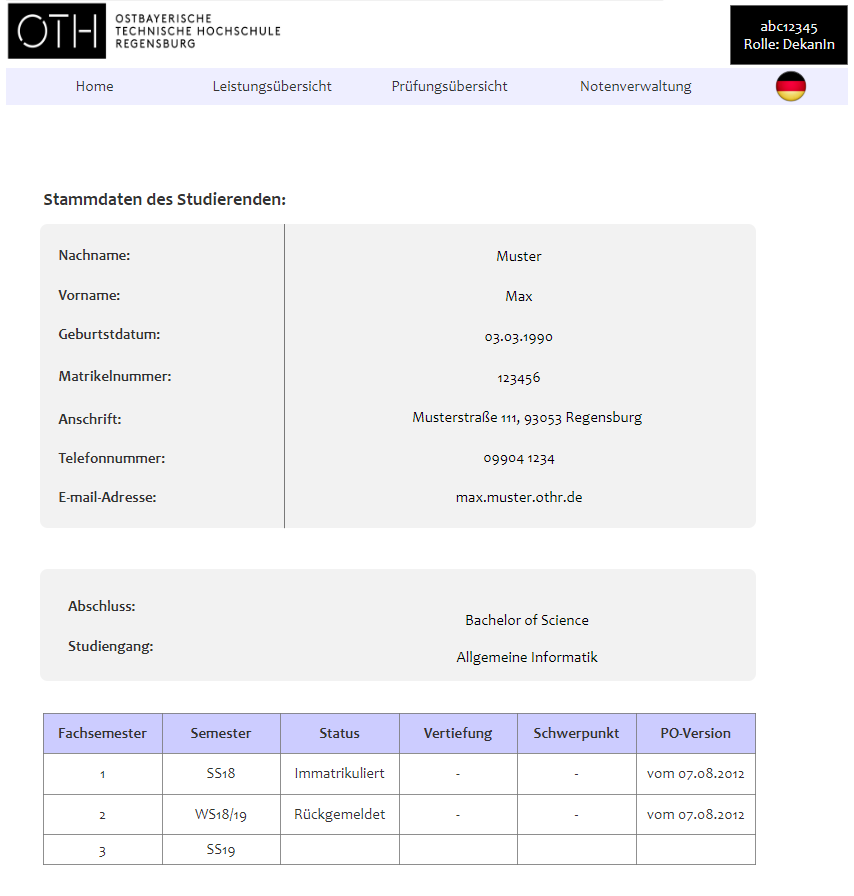 OTH
OSTBAYERISCHE
TECHNISCHE HOCHSCHULE
REGENSBURG
abc12345
Rolle: DekanIn
Home Leistungsübersicht Prüfungsübersicht Notenverwaltung
Stammdaten des Studierenden:
Nachname: Muster
Vorname: Max
Geburtstdatum: 03.03.1990
Matrikelnummer: 123456
Anschrift: Musterstraße 111, 93053 Regensburg
Telefonnummer: 09904 1234
E-mail-Adresse: max.muster.othr.de
Abschluss: Bachelor of Science
Studiengang: Allgemeine Informatik
Fachsemester Semester Status Vertiefung Schwerpunkt PO-Version
1 SS18 Immatrikuliert - - vom 07.08.2012
2 WS18/19 Rückgemeldet - - vom 07.08.2012
3 SS19